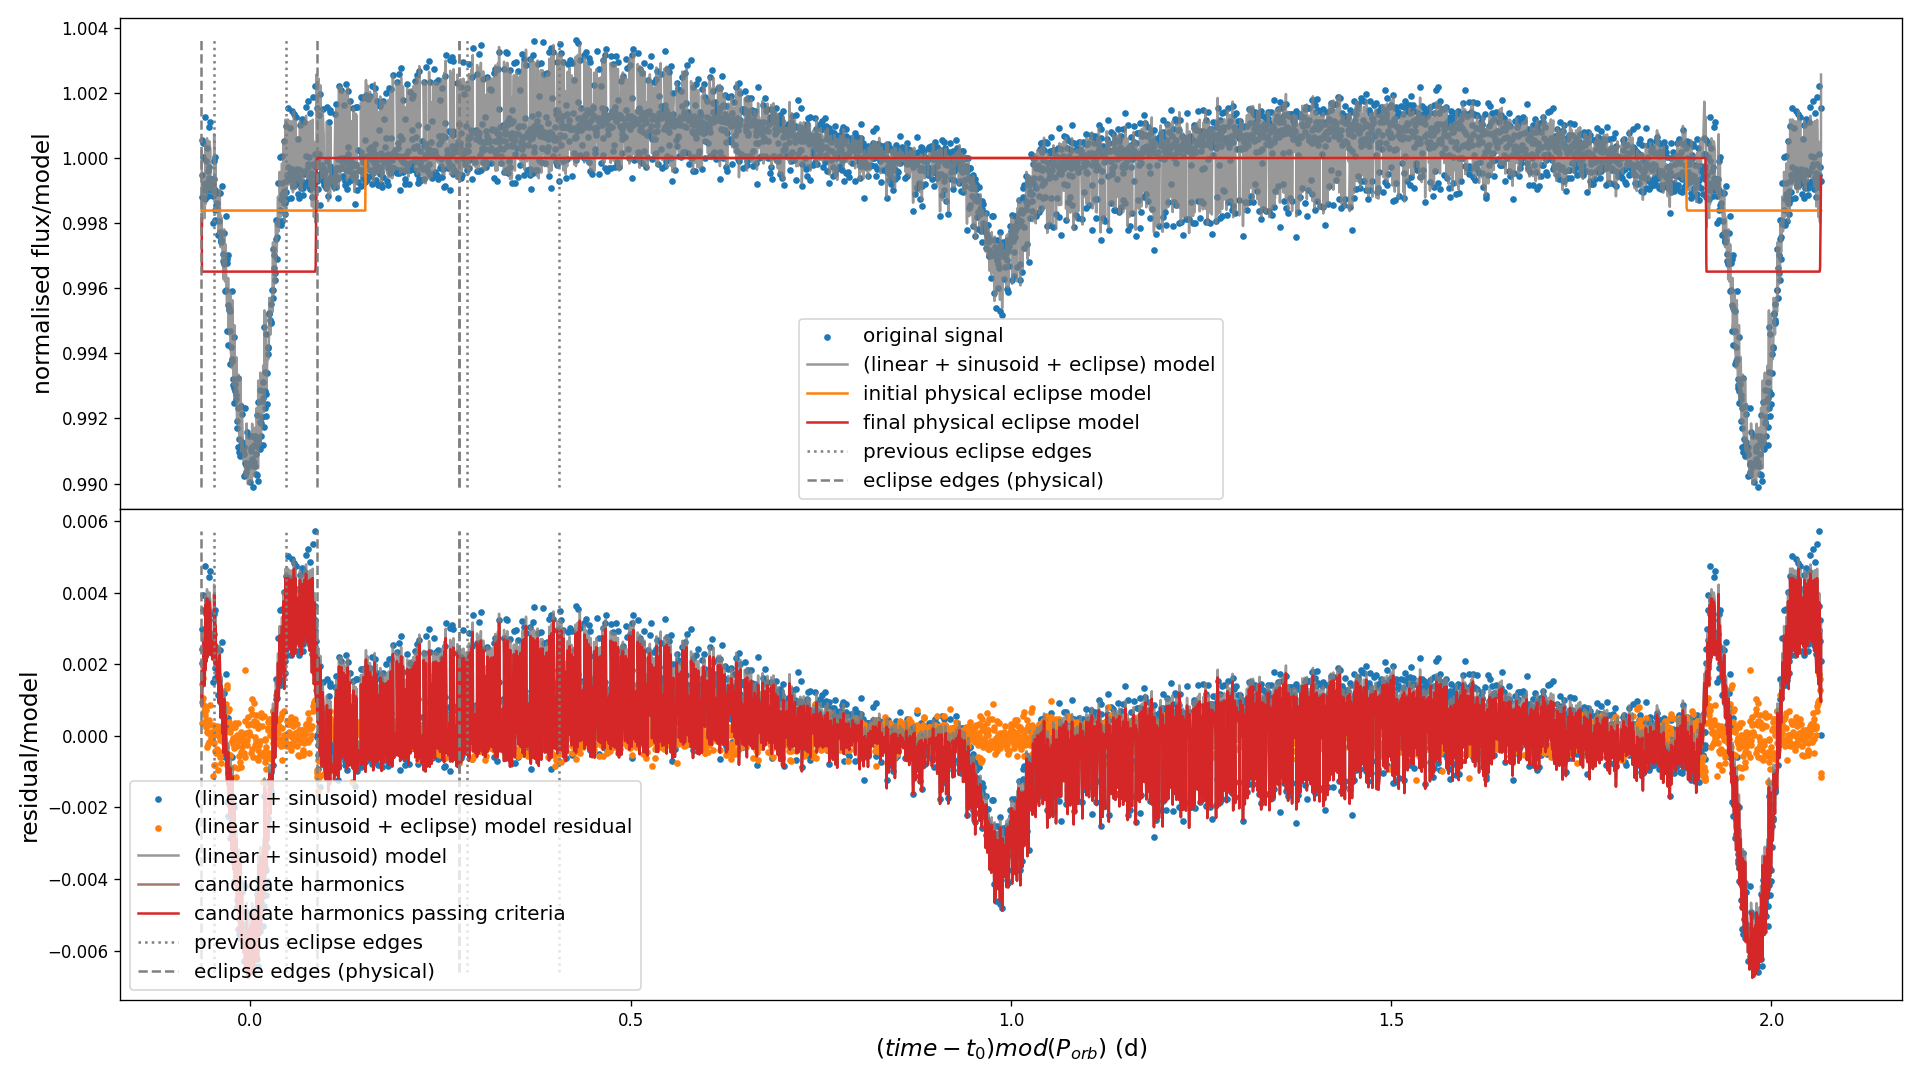 1.004
1.002
1.000
0.998
0.996
0.994
0.992
0.990
normalised flux/model
original signal
(linear + sinusoid + eclipse) model
initial physical eclipse model
final physical eclipse model
previous eclipse edges
eclipse edges (physical)
0.006
0.004
0.002
0.000
−0.002
−0.004
−0.006
residual/model
(linear + sinusoid) model residual
(linear + sinusoid + eclipse) model residual
(linear + sinusoid) model
candidate harmonics
candidate harmonics passing criteria
previous eclipse edges
eclipse edges (physical)
0.0
0.5
1.0
1.5
2.0
(time − t₀)mod(P_orb) (d)